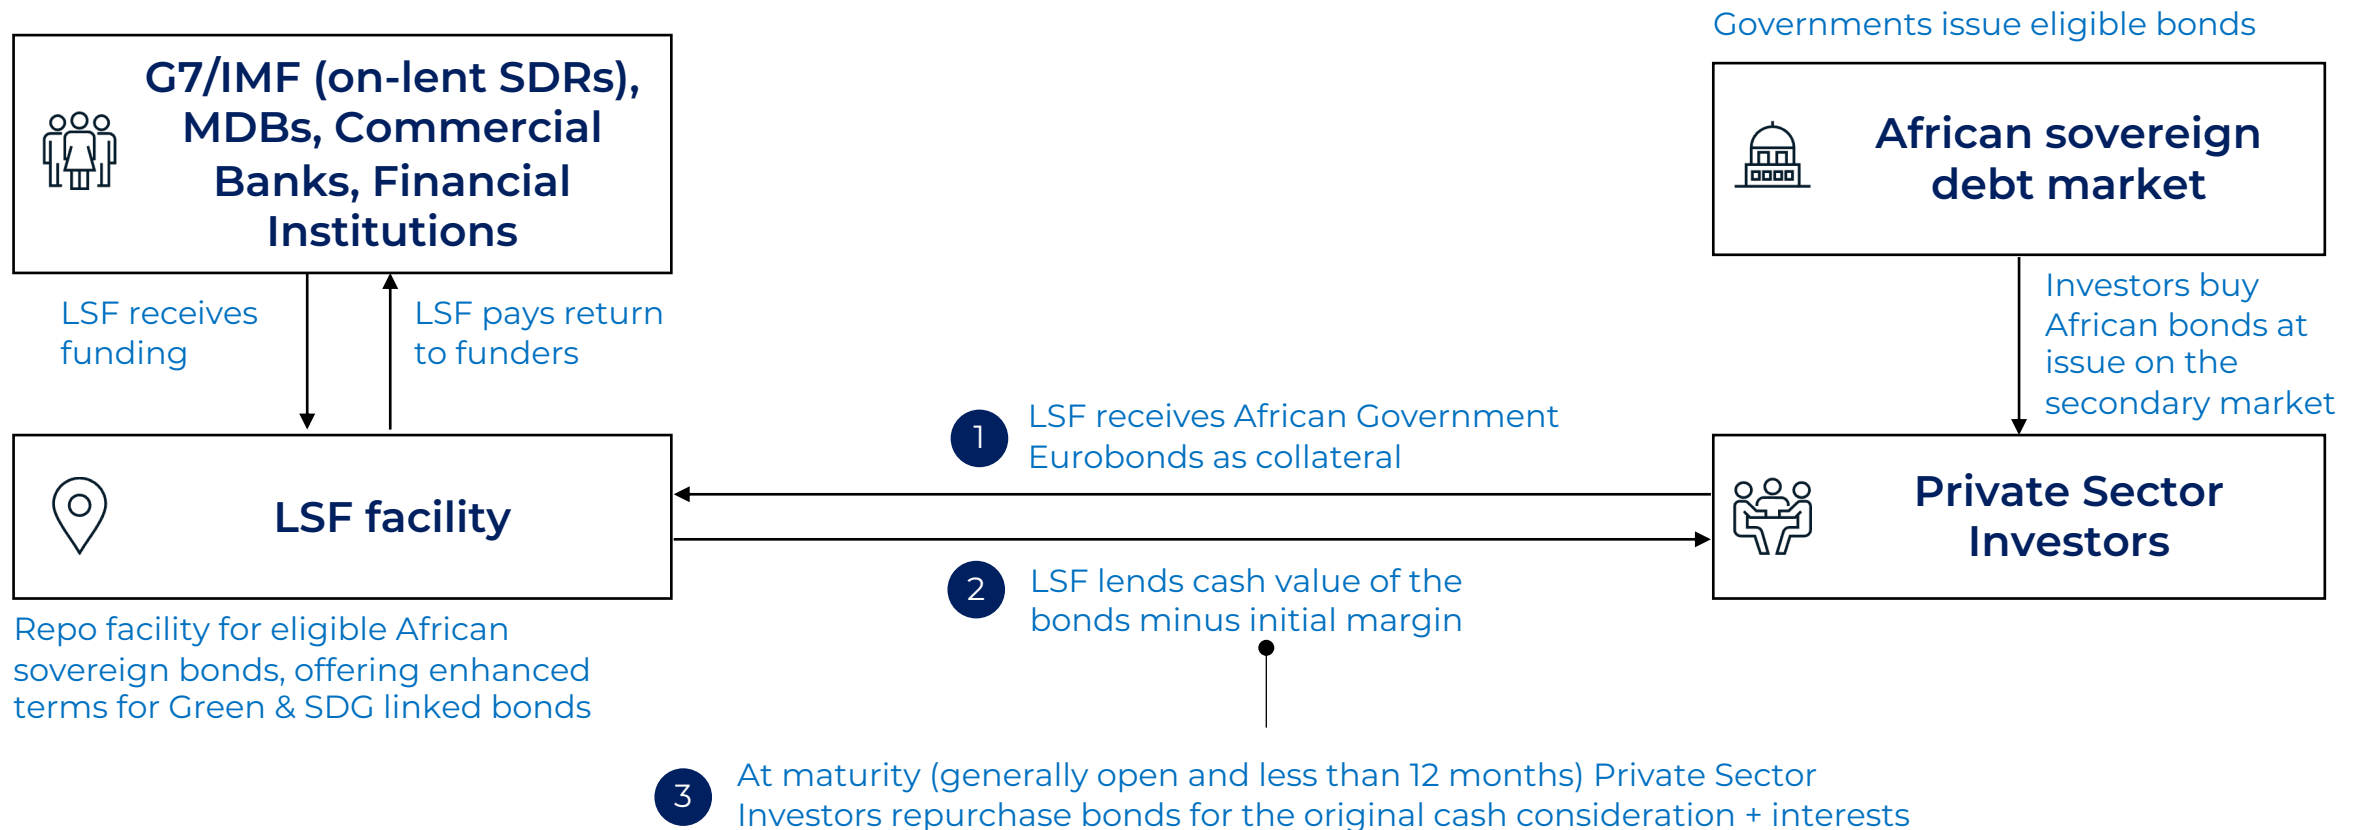 Governments issue eligible bonds
G7/IMF (on-lent SDRs),
MDBs, Commercial
Banks, Financial
Institutions
African sovereign
debt market
LSF receives
funding
LSF pays return
to funders
Investors buy
African bonds at
issue on the
secondary market
1
LSF receives African Government
Eurobonds as collateral
LSF facility
Private Sector
Investors
2
LSF lends cash value of the
bonds minus initial margin
Repo facility for eligible African
sovereign bonds, offering enhanced
terms for Green & SDG linked bonds
3
At maturity (generally open and less than 12 months) Private Sector
Investors repurchase bonds for the original cash consideration + interests